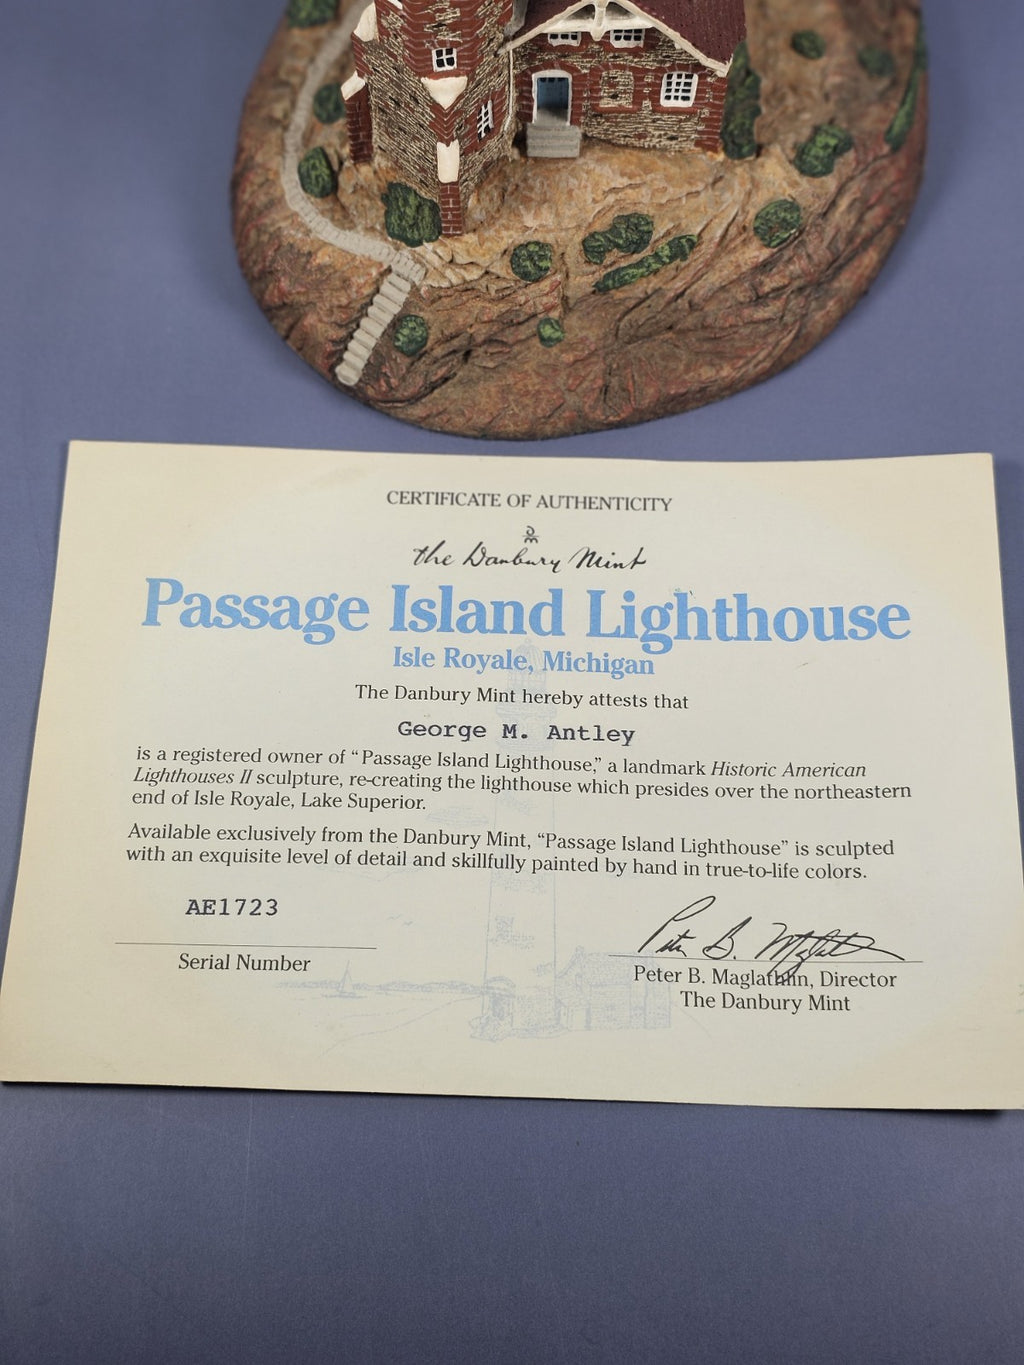 CERTIFICATE OF AUTHENTICITY
the Danbury Mint
Passage Island Lighthouse
Isle Royale, Michigan
The Danbury Mint hereby attests that
George M. Antley
is a registered owner of “Passage Island Lighthouse,” a landmark Historic American
Lighthouses II sculpture, re-creating the lighthouse which presides over the northeastern
end of Isle Royale, Lake Superior.
Available exclusively from the Danbury Mint, “Passage Island Lighthouse” is sculpted
with an exquisite level of detail and skillfully painted by hand in true-to-life colors.
AE1723
Serial Number
Peter B. Maglathlin
Peter B. Maglathlin, Director
The Danbury Mint